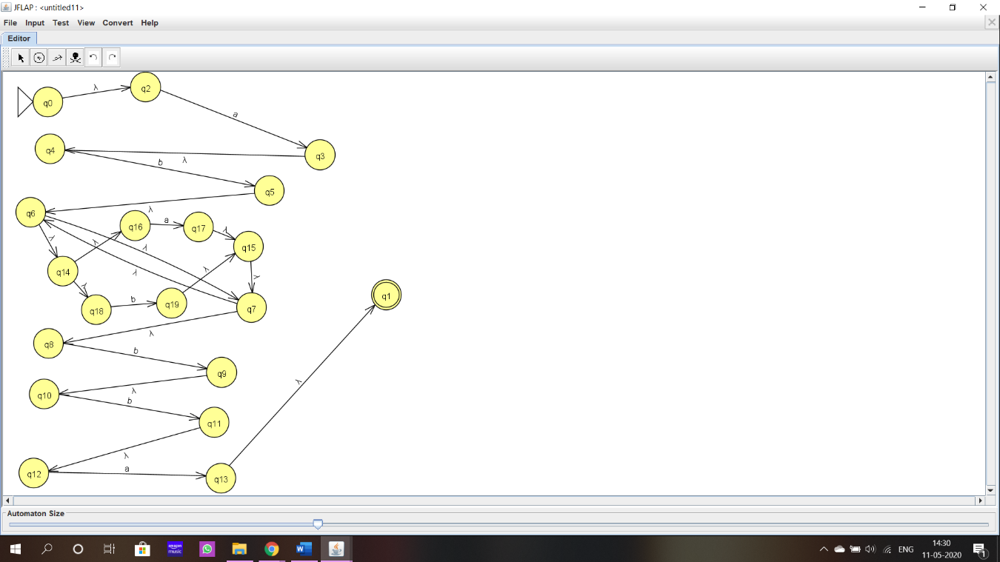 JFLAP : <untitled11>
File Input Test View Convert Help
Editor
q0 λ q2
a
q4 q3
b λ
q5
q6 λ
q16 a q17 λ
λ λ λ q15
q14 λ λ λ
λ b q19 q7
q18
q1
λ
q8 b
q9
λ
q10 λ
b
q11
λ
q12 a q13
Automaton Size
amazon music
W
ENG
14:30
11-05-2020
1